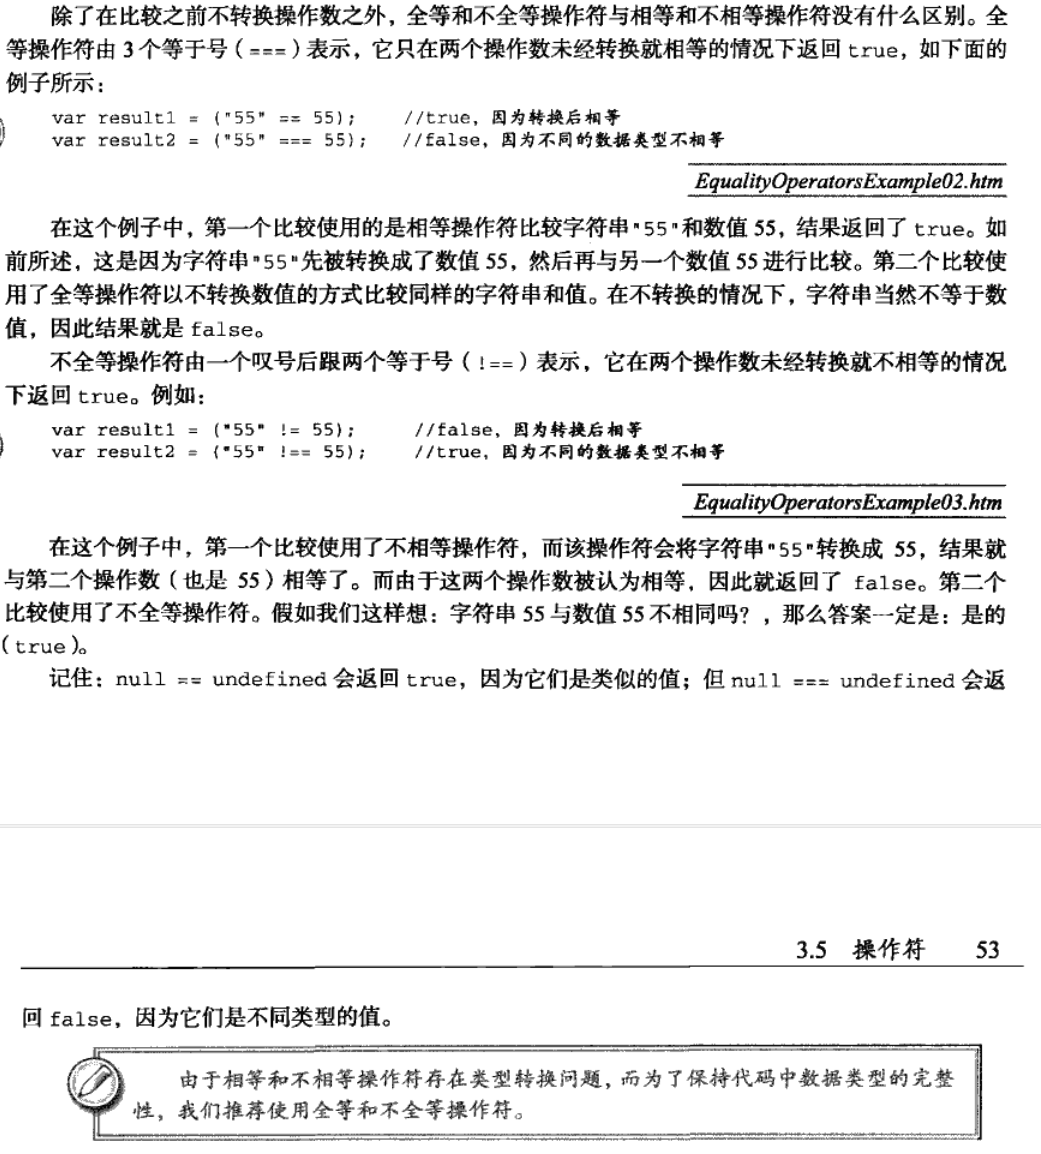 除了在比较之前不转换操作数之外，全等和不全等操作符与相等和不相等操作符没有什么区别。全
等操作符由 3 个等于号（===）表示，它只在两个操作数未经转换就相等的情况下返回 true，如下面的
例子所示：
var result1 = ("55" == 55);    //true，因为转换后相等
var result2 = ("55" === 55);   //false，因为不同的数据类型不相等
EqualityOperatorsExample02.htm
在这个例子中，第一个比较使用的是相等操作符比较字符串"55"和数值 55，结果返回了 true。如
前所述，这是因为字符串"55"先被转换成了数值 55，然后再与另一个数值 55 进行比较。第二个比较使
用了全等操作符以不转换数值的方式比较同样的字符串和值。在不转换的情况下，字符串当然不等于数
值，因此结果就是 false。
不全等操作符由一个叹号后跟两个等于号（!==）表示，它在两个操作数未经转换就不相等的情况
下返回 true。例如：
var result1 = ("55" != 55);    //false，因为转换后相等
var result2 = ("55" !== 55);   //true，因为不同的数据类型不相等
EqualityOperatorsExample03.htm
在这个例子中，第一个比较使用了不相等操作符，而该操作符会将字符串"55"转换成 55，结果就
与第二个操作数（也是 55）相等了。而由于这两个操作数被认为相等，因此就返回了 false。第二个
比较使用了不全等操作符。假如我们这样想：字符串 55 与数值 55 不相同吗？，那么答案一定是：是的
（true）。
记住：null == undefined 会返回 true，因为它们是类似的值；但 null === undefined 会返
3.5 操作符 53
回 false，因为它们是不同类型的值。
由于相等和不相等操作符存在类型转换问题，而为了保持代码中数据类型的完整
性，我们推荐使用全等和不全等操作符。